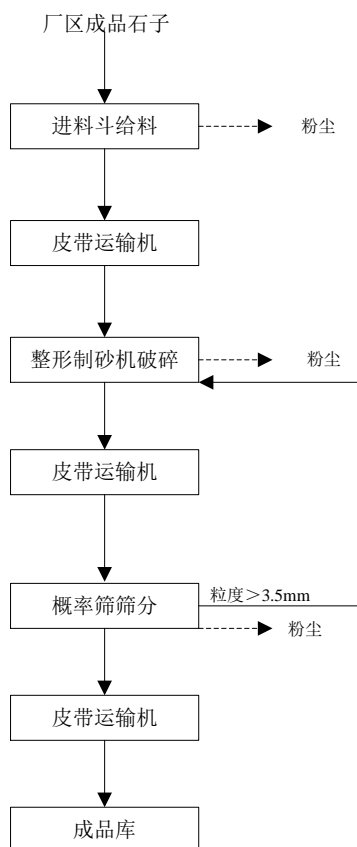 厂区成品石子
进料斗给料
粉尘
皮带运输机
整形制砂机破碎
粉尘
皮带运输机
概率筛筛分
粒度＞3.5mm
粉尘
皮带运输机
成品库